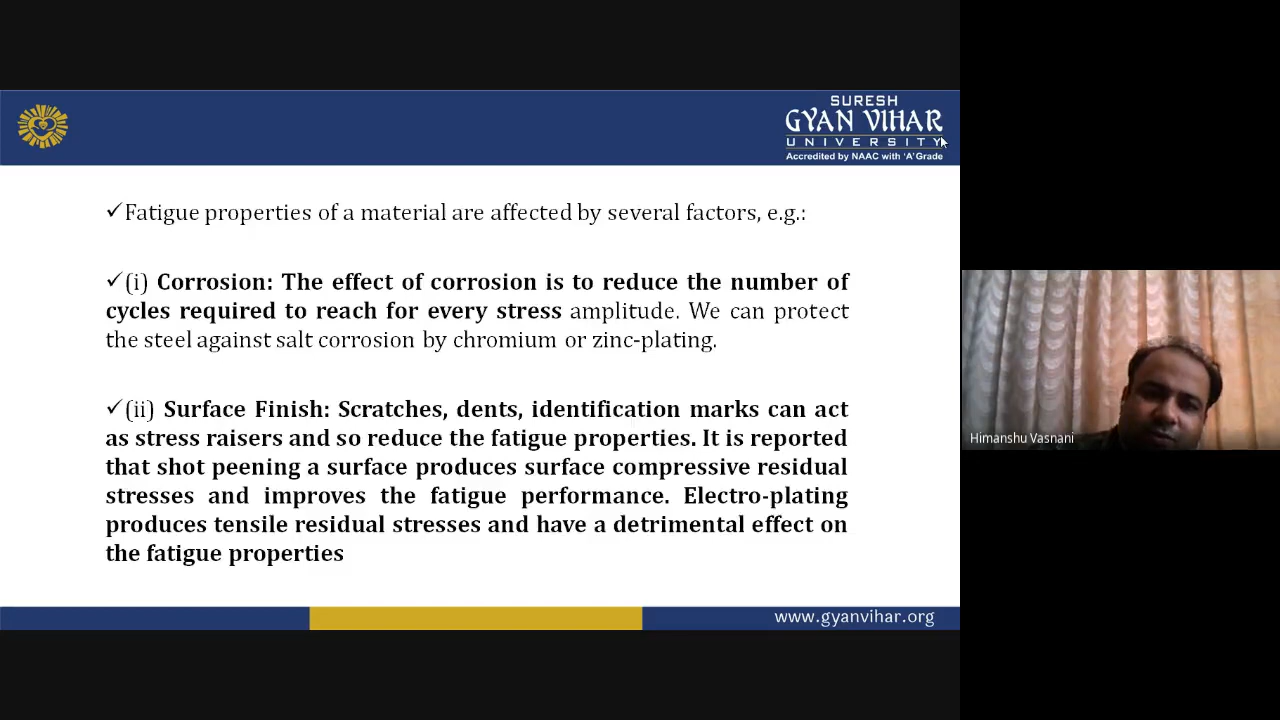 SURESH
GYAN VIHAR
UNIVERSITY
Accredited by NAAC with 'A' Grade
✓Fatigue properties of a material are affected by several factors, e.g.:
✓(i) Corrosion: The effect of corrosion is to reduce the number of
cycles required to reach for every stress amplitude. We can protect
the steel against salt corrosion by chromium or zinc-plating.
✓(ii) Surface Finish: Scratches, dents, identification marks can act
as stress raisers and so reduce the fatigue properties. It is reported
that shot peening a surface produces surface compressive residual
stresses and improves the fatigue performance. Electro-plating
produces tensile residual stresses and have a detrimental effect on
the fatigue properties
Himanshu Vasnani
www.gyanvihar.org